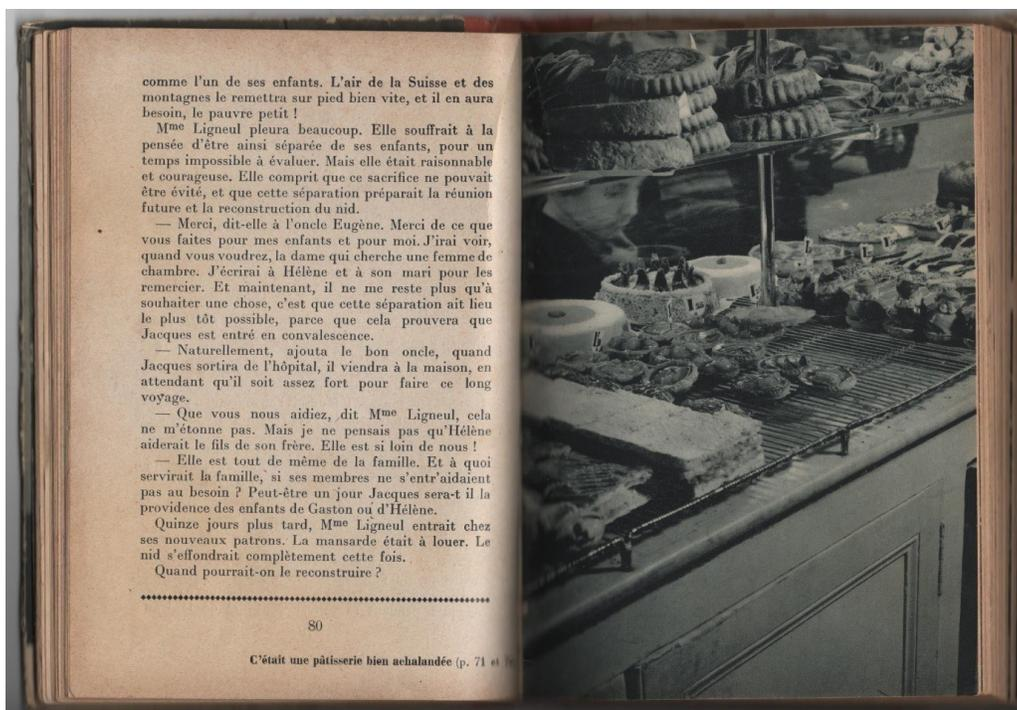 comme l'un de ses enfants. L'air de la Suisse et des
montagnes le remettra sur pied bien vite, et il en aura
besoin, le pauvre petit !
Mme Ligneul pleura beaucoup. Elle souffrait à la
pensée d'être ainsi séparée de ses enfants, pour un
temps impossible à évaluer. Mais elle était raisonnable
et courageuse. Elle comprit que ce sacrifice ne pouvait
être évité, et que cette séparation préparait la réunion
future et la reconstruction du nid.
— Merci, dit-elle à l'oncle Eugène. Merci de ce que
vous faites pour mes enfants et pour moi. J'irai voir,
quand vous voudrez, la dame qui cherche une femme de
chambre. J'écrirai à Hélène et à son mari pour les
remercier. Et maintenant, il ne me reste plus qu'à
souhaiter une chose, c'est que cette séparation ait lieu
le plus tôt possible, parce que cela prouvera que
Jacques est entré en convalescence.
— Naturellement, ajouta le bon oncle, quand
Jacques sortira de l'hôpital, il viendra à la maison, en
attendant qu'il soit assez fort pour faire ce long
voyage.
— Que vous nous aidiez, dit Mme Ligneul, cela
ne m'étonne pas. Mais je ne pensais pas qu'Hélène
aiderait le fils de son frère. Elle est si loin de nous !
— Elle est tout de même de la famille. Et à quoi
servirait la famille, si ses membres ne s'entr'aidaient
pas au besoin ? Peut-être un jour Jacques sera-t il la
providence des enfants de Gaston ou d'Hélène.
Quinze jours plus tard, Mme Ligneul entrait chez
ses nouveaux patrons. La mansarde était à louer. Le
nid s'effondrait complètement cette fois.
Quand pourrait-on le reconstruire ?
80
C'était une pâtisserie bien achalandée (p. 71 et